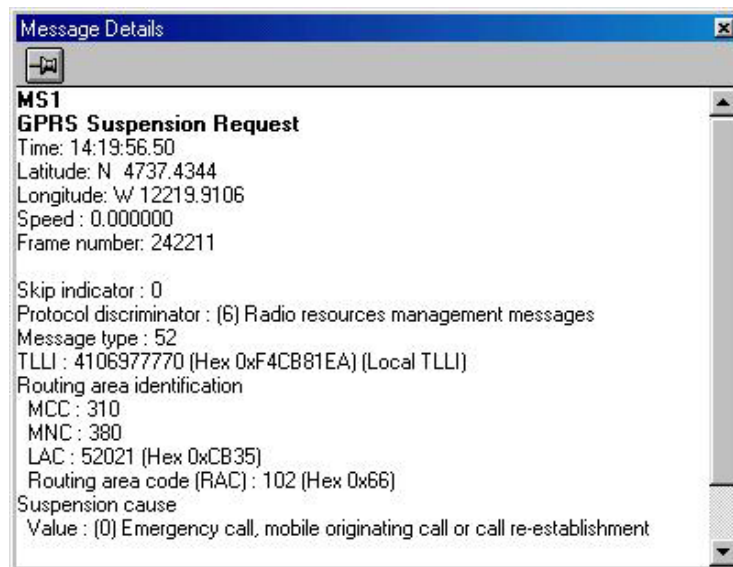 Message Details
MS1
GPRS Suspension Request
Time: 14:19:56.50
Latitude: N  4737.4344
Longitude: W 12219.9106
Speed : 0.000000
Frame number: 242211
Skip indicator : 0
Protocol discriminator : (6) Radio resources management messages
Message type : 52
TLLI : 4106977770 (Hex 0xF4CB81EA) (Local TLLI)
Routing area identification
MCC : 310
MNC : 380
LAC : 52021 (Hex 0xCB35)
Routing area code (RAC) : 102 (Hex 0x66)
Suspension cause
Value : (0) Emergency call, mobile originating call or call re-establishment